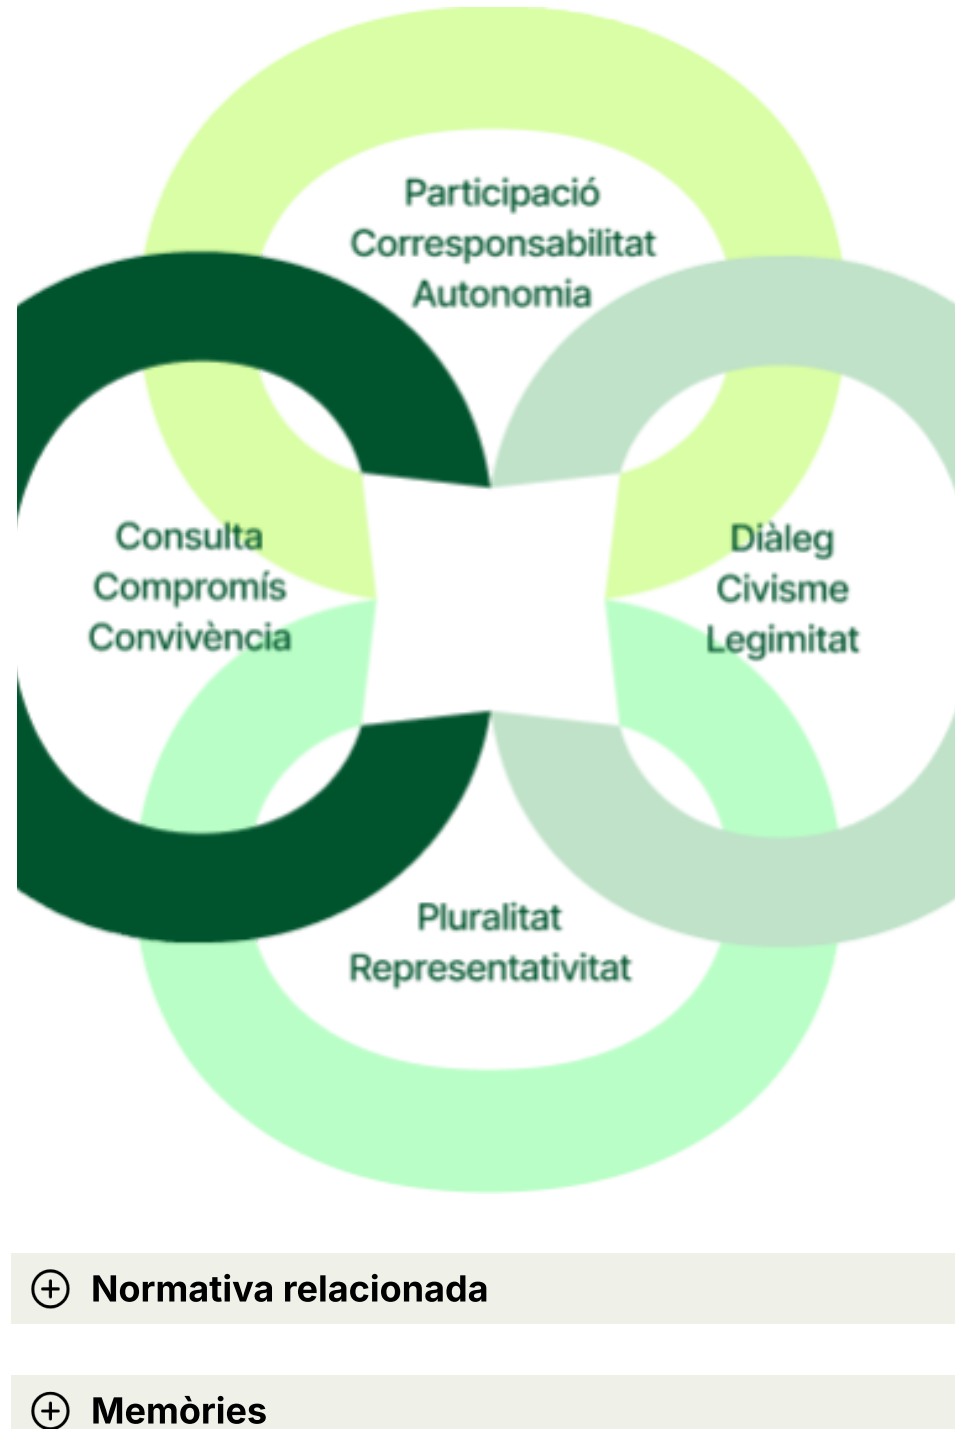 Participació
Corresponsabilitat
Autonomia
Consulta
Compromís
Convivència
Diàleg
Civisme
Legimitat
Pluralitat
Representativitat
Normativa relacionada
Memòries